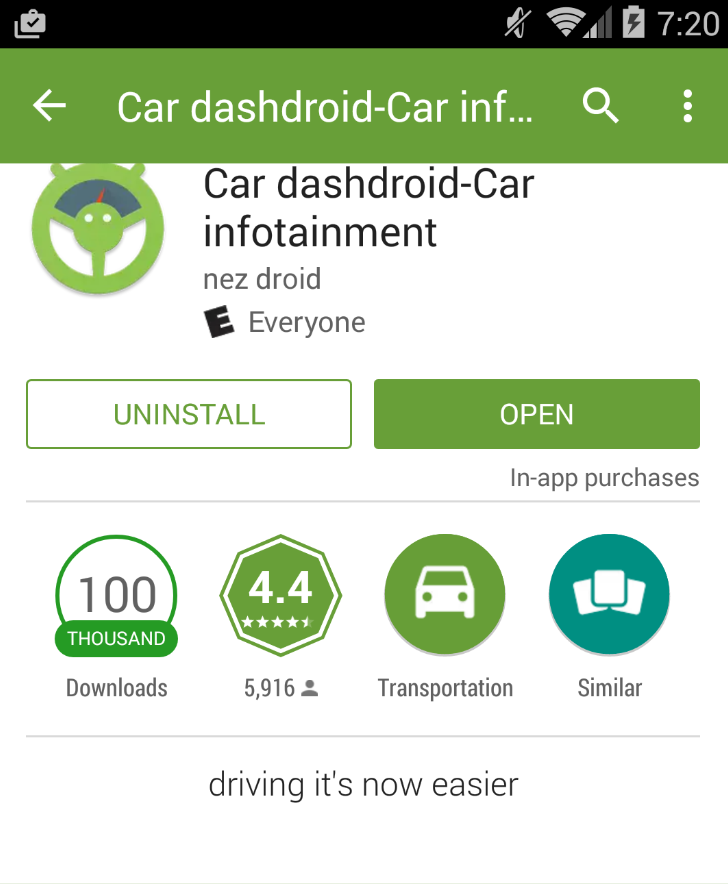 7:20
Car dashdroid-Car inf...
Car dashdroid-Car
infotainment
nez droid
E Everyone
UNINSTALL
OPEN
In-app purchases
100
THOUSAND
Downloads
4.4
5,916
Transportation
Similar
driving it's now easier